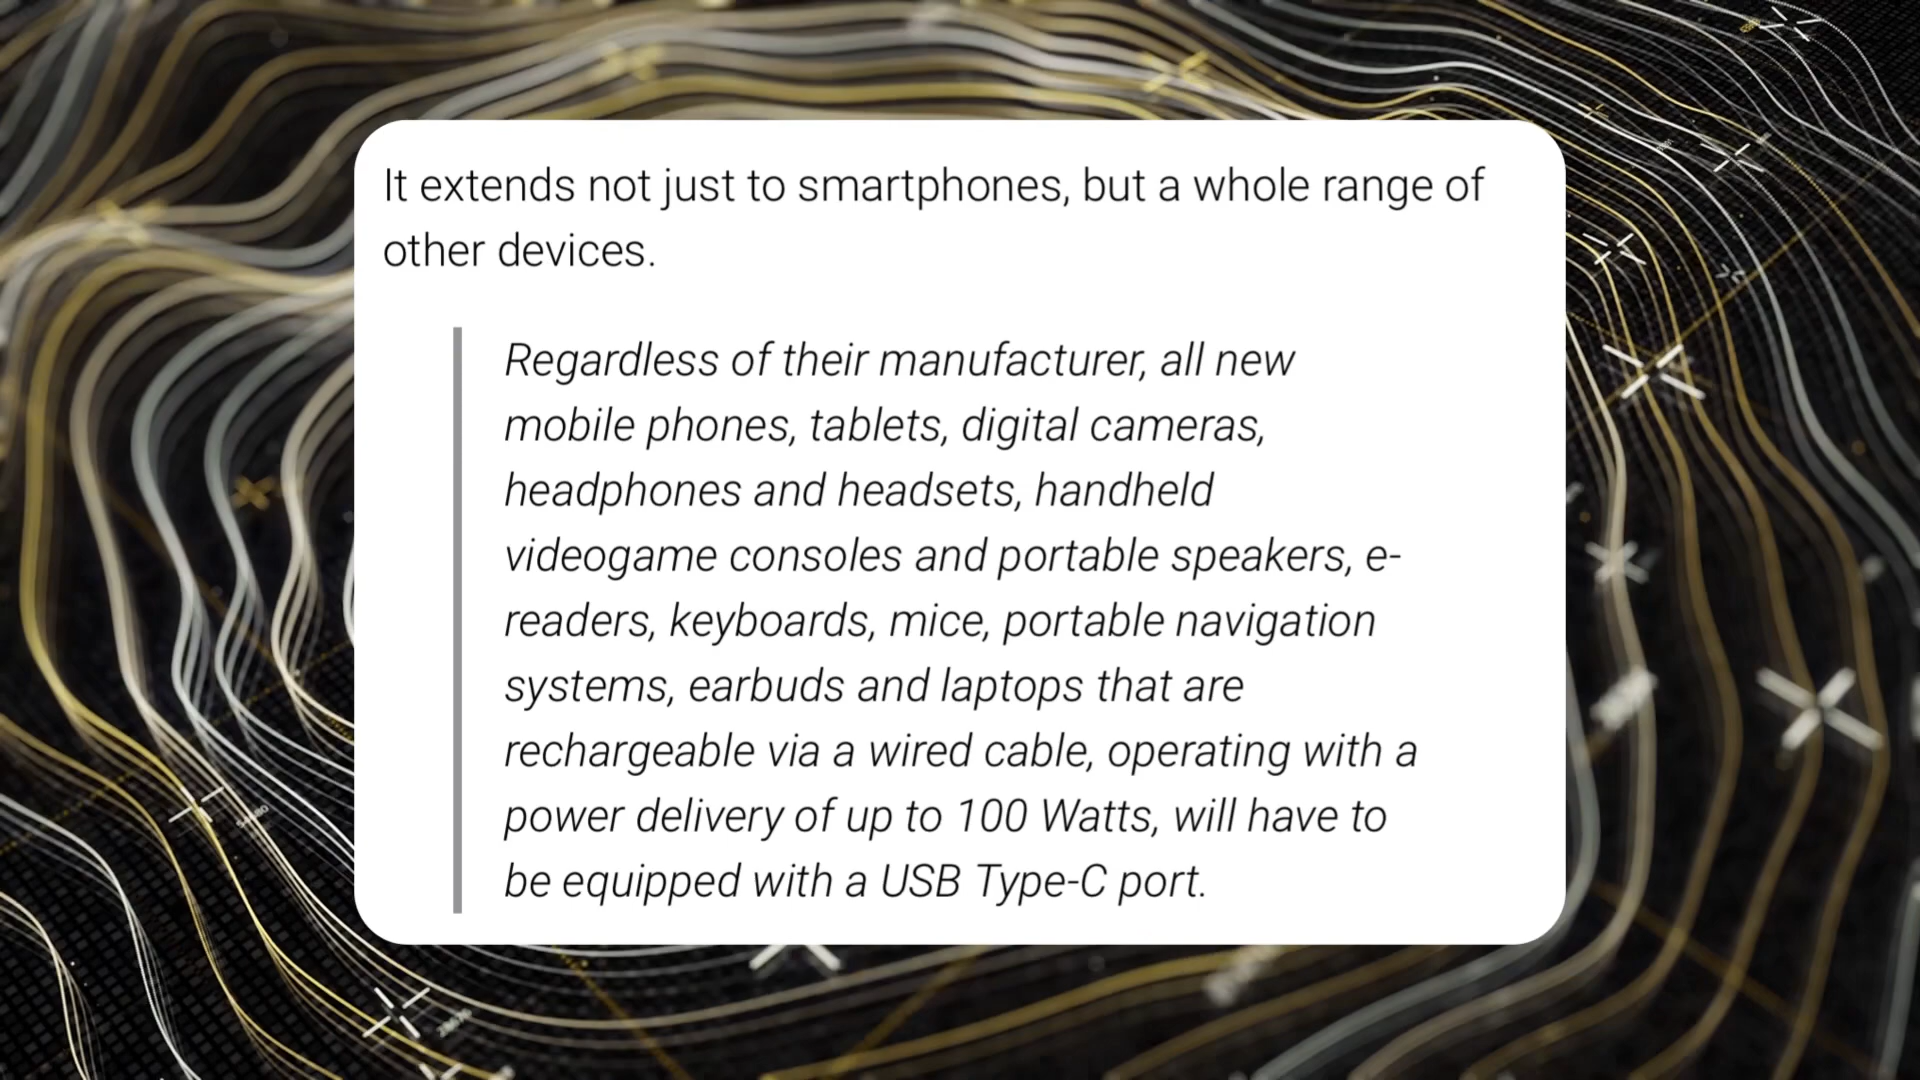 It extends not just to smartphones, but a whole range of
other devices.
Regardless of their manufacturer, all new
mobile phones, tablets, digital cameras,
headphones and headsets, handheld
videogame consoles and portable speakers, e-
readers, keyboards, mice, portable navigation
systems, earbuds and laptops that are
rechargeable via a wired cable, operating with a
power delivery of up to 100 Watts, will have to
be equipped with a USB Type-C port.